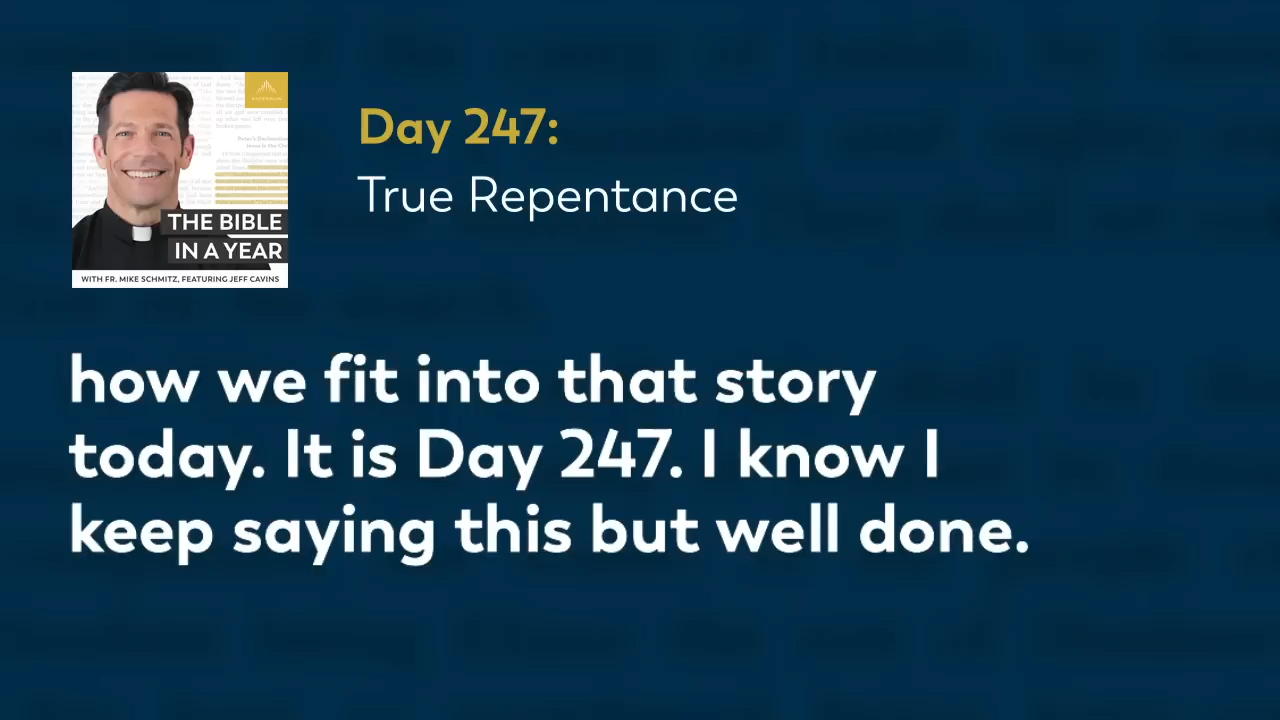 Day 247:
True Repentance
THE BIBLE
IN A YEAR
WITH FR. MIKE SCHMITZ, FEATURING JEFF CAVINS
how we fit into that story
today. It is Day 247. I know I
keep saying this but well done.